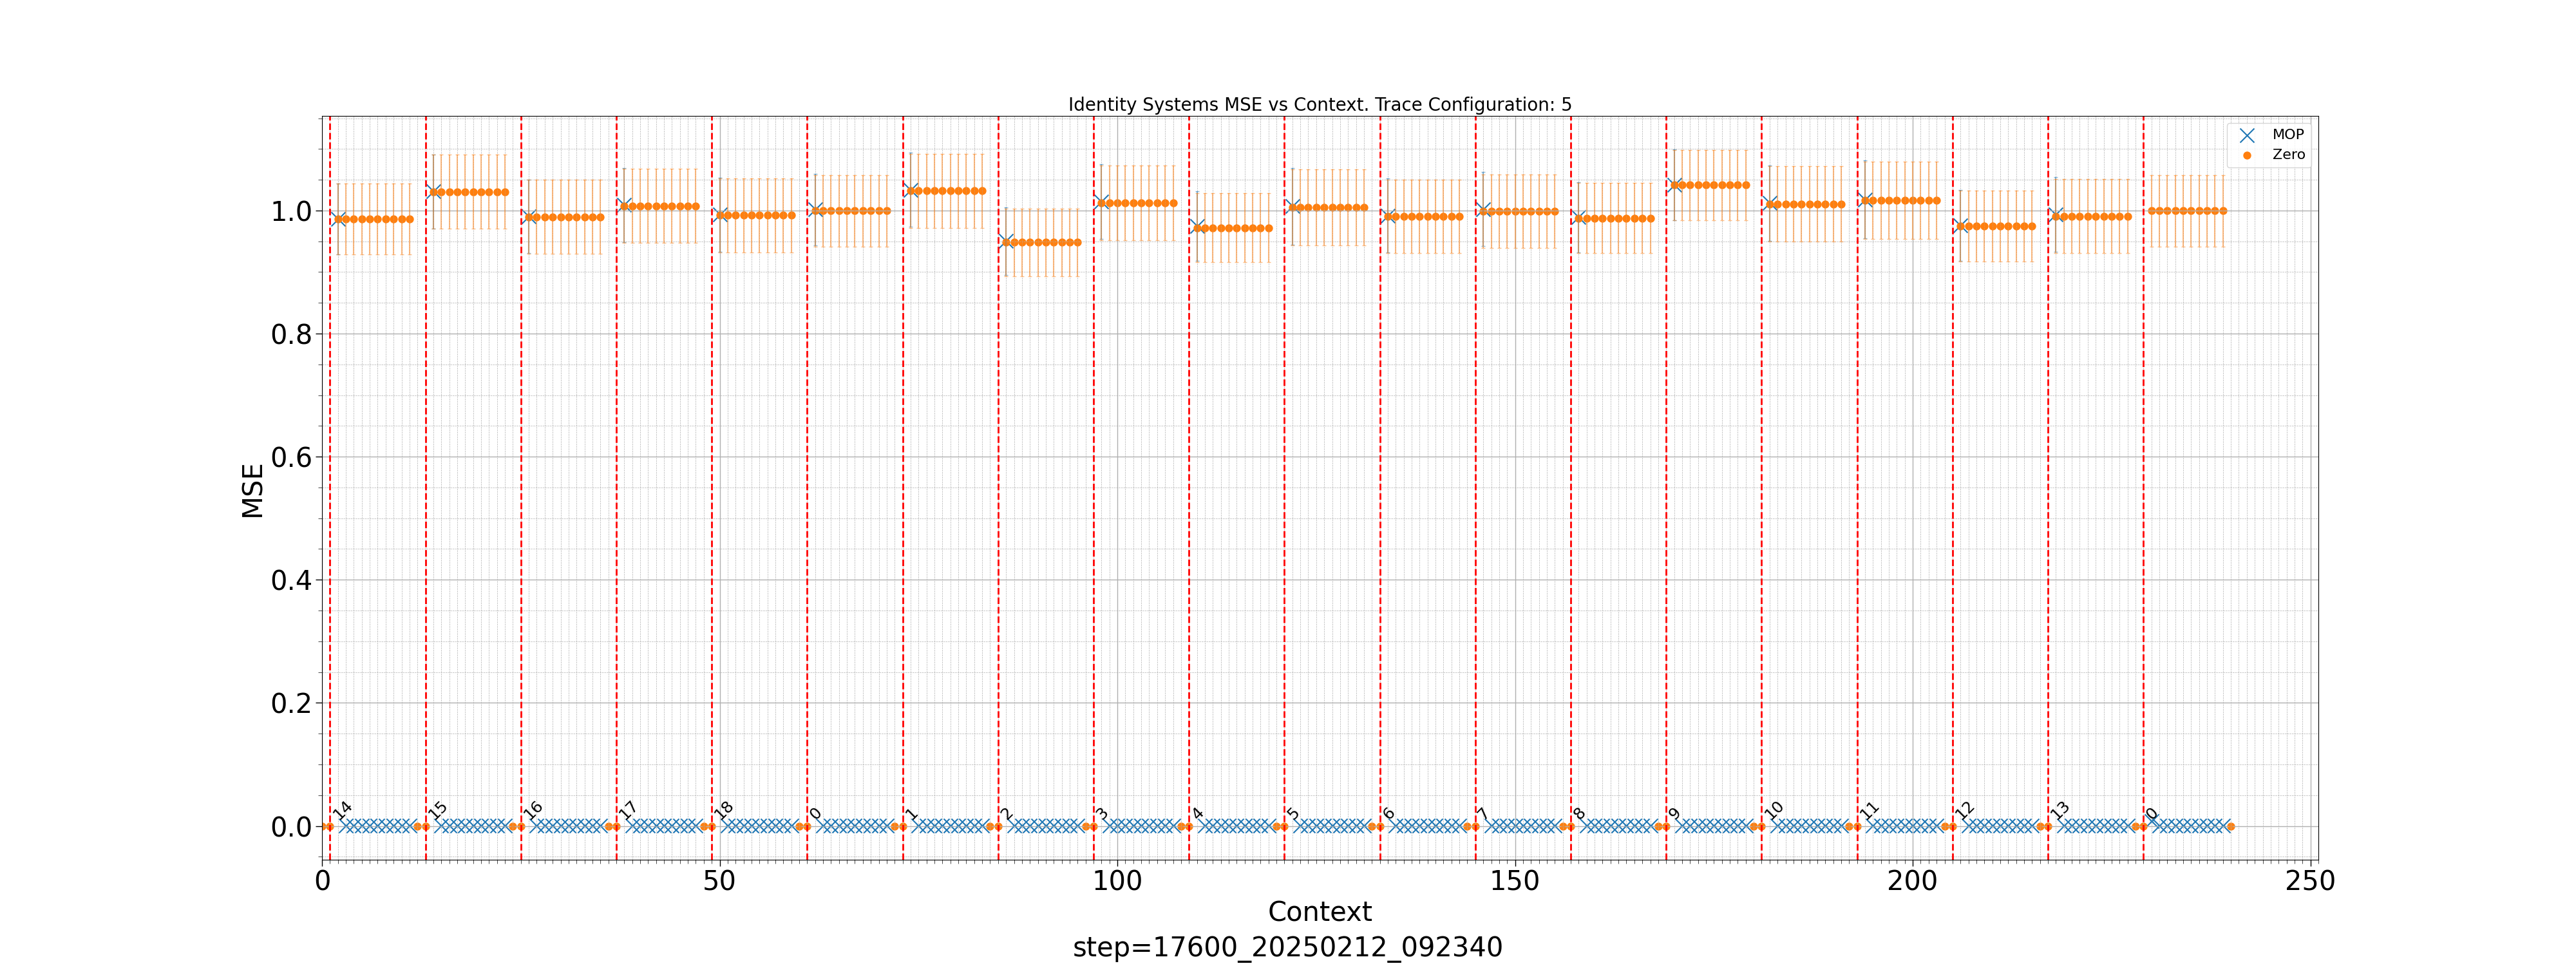 Identity Systems MSE vs Context. Trace Configuration: 5
MOP
Zero
MSE
1.0
0.8
0.6
0.4
0.2
0.0
14 15 16 17 18 0 1 2 3 4 5 6 7 8 9 10 11 12 13 0
0 50 100 150 200 250
Context
step=17600_20250212_092340